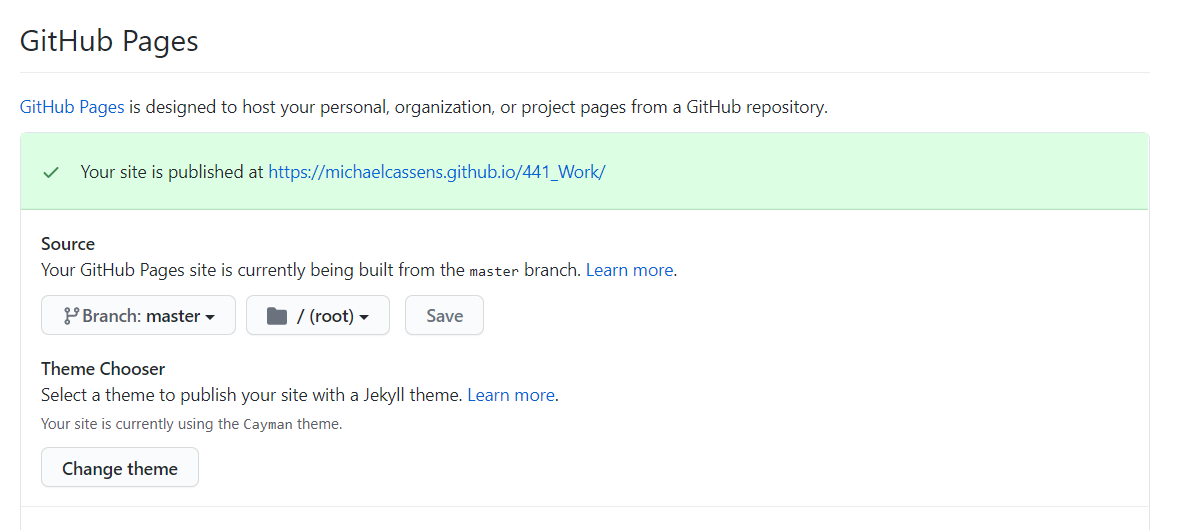 GitHub Pages
GitHub Pages is designed to host your personal, organization, or project pages from a GitHub repository.
Your site is published at https://michaelcassens.github.io/441_Work/
Source
Your GitHub Pages site is currently being built from the master branch. Learn more.
Branch: master
/ (root)
Save
Theme Chooser
Select a theme to publish your site with a Jekyll theme. Learn more.
Your site is currently using the Cayman theme.
Change theme